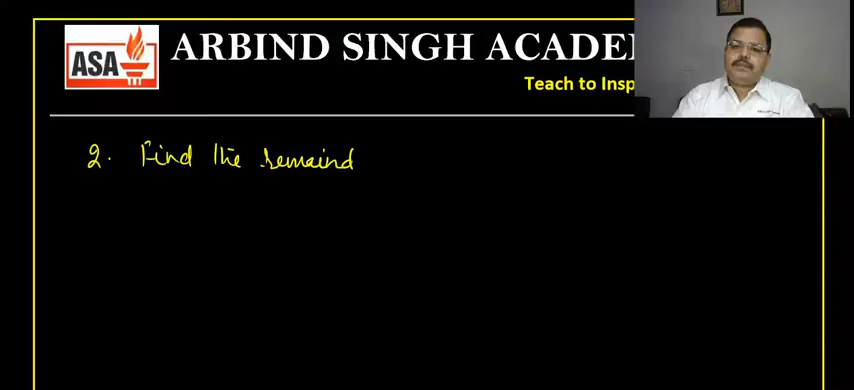 ASA
ARBIND SINGH ACADE
Teach to Insp
2. Find the remaind